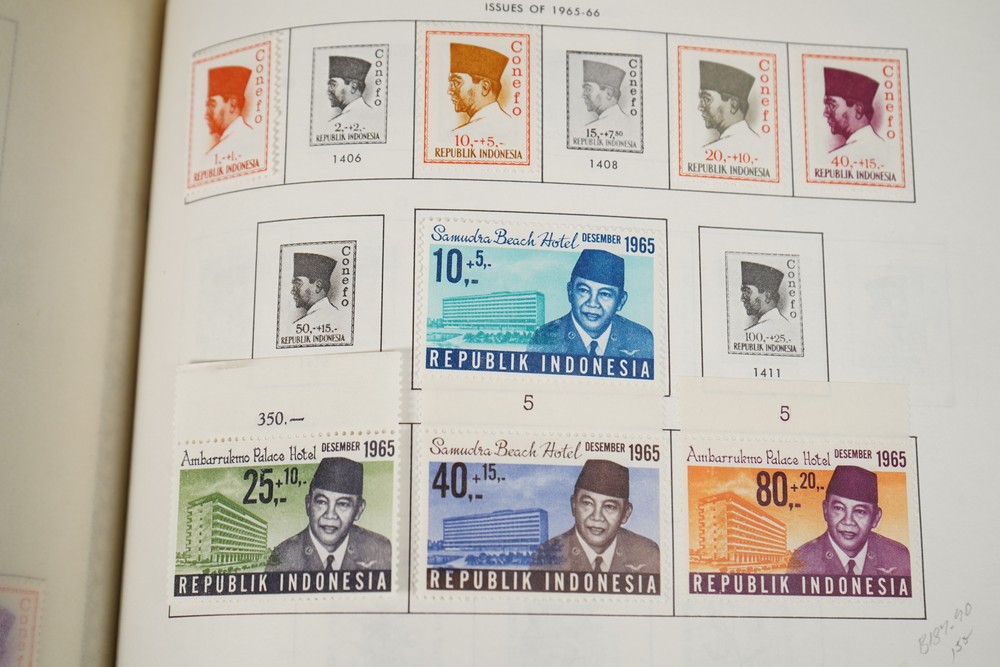 ISSUES OF 1965-66
Conefo
1,-+1,-
REPUBLIK INDONESIA
Conefo
2,-+2,-
REPUBLIK INDONESIA
1406
Conefo
10,-+5,-
REPUBLIK INDONESIA
Conefo
15,-+7,50
REPUBLIK INDONESIA
1408
Conefo
20,-+10,-
REPUBLIK INDONESIA
Conefo
40,-+15,-
REPUBLIK INDONESIA
Conefo
50,-+15,-
REPUBLIK INDONESIA
Samudra Beach Hotel DESEMBER 1965
10,-+5,-
REPUBLIK INDONESIA
Conefo
100,-+25,-
REPUBLIK INDONESIA
1411
350.—
Ambarrukmo Palace Hotel DESEMBER 1965
25,-+10,-
REPUBLIK INDONESIA
5
Samudra Beach Hotel DESEMBER 1965
40,-+15,-
REPUBLIK INDONESIA
5
Ambarrukmo Palace Hotel DESEMBER 1965
80,-+20,-
REPUBLIK INDONESIA
B187-90